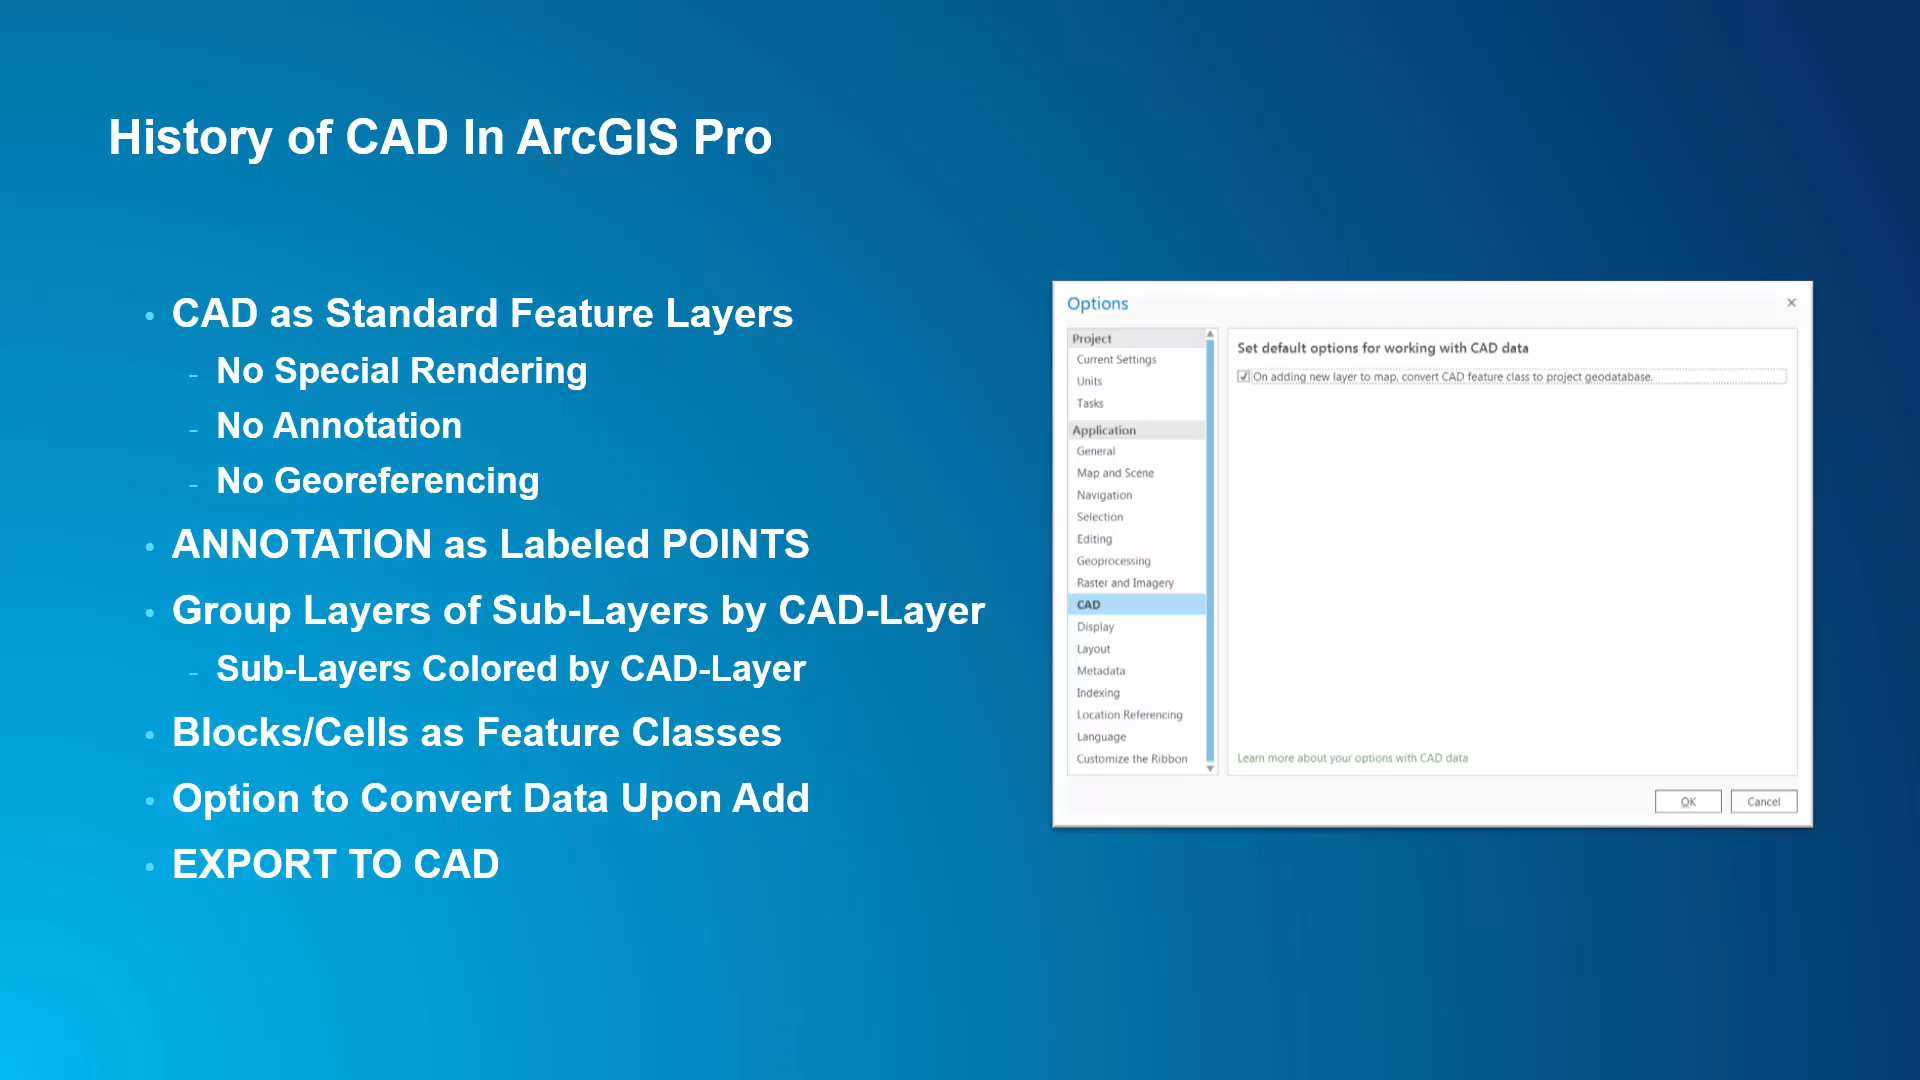 History of CAD In ArcGIS Pro
• CAD as Standard Feature Layers
- No Special Rendering
- No Annotation
- No Georeferencing
• ANNOTATION as Labeled POINTS
• Group Layers of Sub-Layers by CAD-Layer
- Sub-Layers Colored by CAD-Layer
• Blocks/Cells as Feature Classes
• Option to Convert Data Upon Add
• EXPORT TO CAD
Options
Project
Current Settings
Units
Tasks
Application
General
Map and Scene
Navigation
Selection
Editing
Geoprocessing
Raster and Imagery
CAD
Display
Layout
Metadata
Indexing
Location Referencing
Language
Customize the Ribbon
Set default options for working with CAD data
On adding new layer to map, convert CAD feature class to project geodatabase.
Learn more about your options with CAD data
OK
Cancel